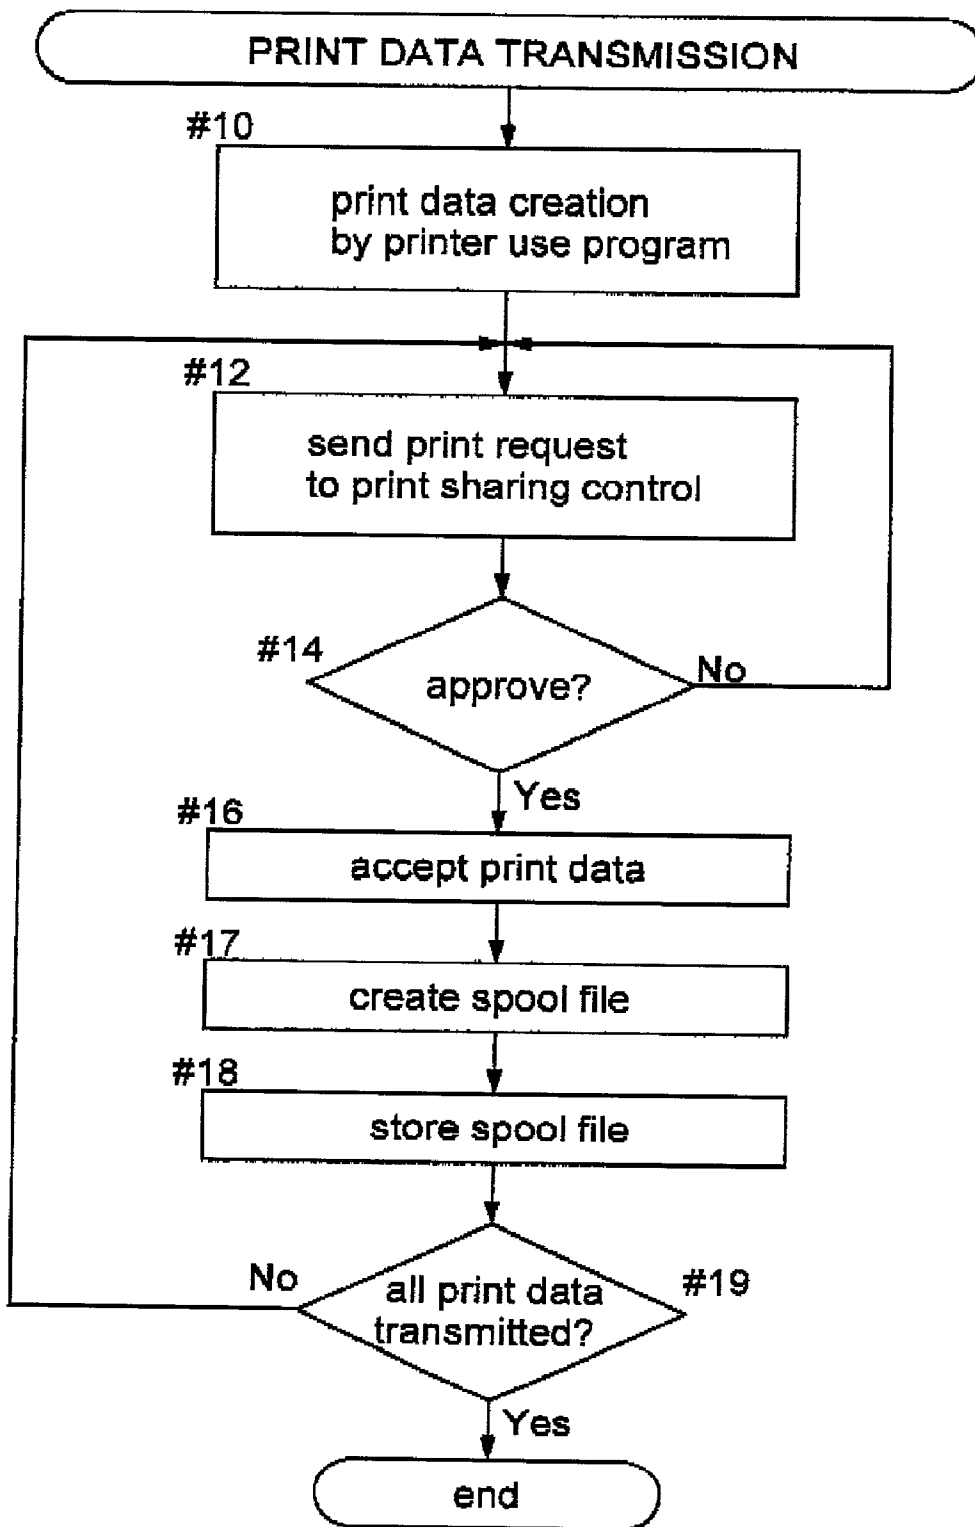 PRINT DATA TRANSMISSION
#10
print data creation
by printer use program
#12
send print request
to print sharing control
#14
approve?
No
Yes
#16
accept print data
#17
create spool file
#18
store spool file
No
all print data
transmitted?
#19
Yes
end